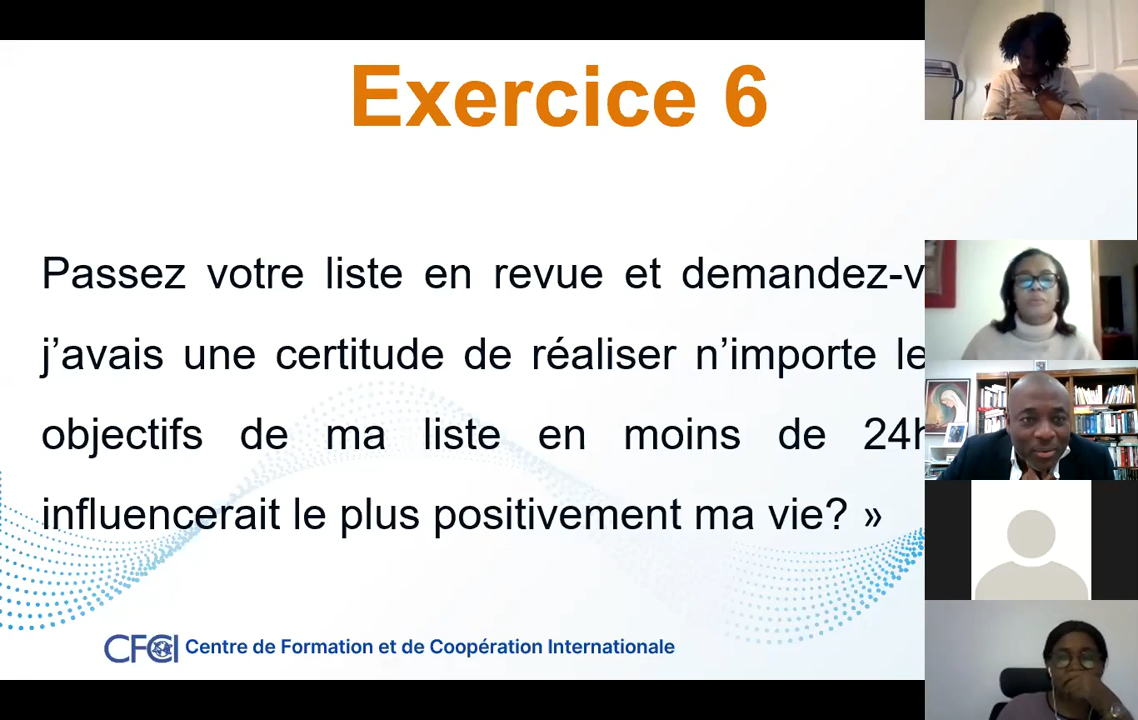 Exercice 6
Passez votre liste en revue et demandez-v
j’avais une certitude de réaliser n’importe le
objectifs de ma liste en moins de 24h
influencerait le plus positivement ma vie? »
CFCI Centre de Formation et de Coopération Internationale